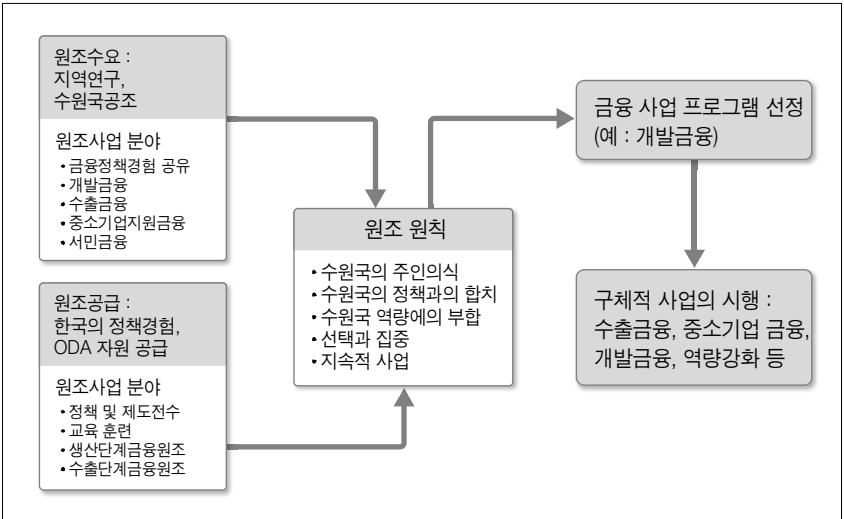 원조수요 :
지역연구,
수원국공조
원조사업 분야
• 금융정책경험 공유
• 개발금융
• 수출금융
• 중소기업지원금융
• 서민금융
원조공급 :
한국의 정책경험,
ODA 자원 공급
원조사업 분야
• 정책 및 제도전수
• 교육 훈련
• 생산단계금융원조
• 수출단계금융원조
원조 원칙
• 수원국의 주인의식
• 수원국의 정책과의 합치
• 수원국 역량에의 부합
• 선택과 집중
• 지속적 사업
금융 사업 프로그램 선정
(예 : 개발금융)
구체적 사업의 시행 :
수출금융, 중소기업 금융,
개발금융, 역량강화 등